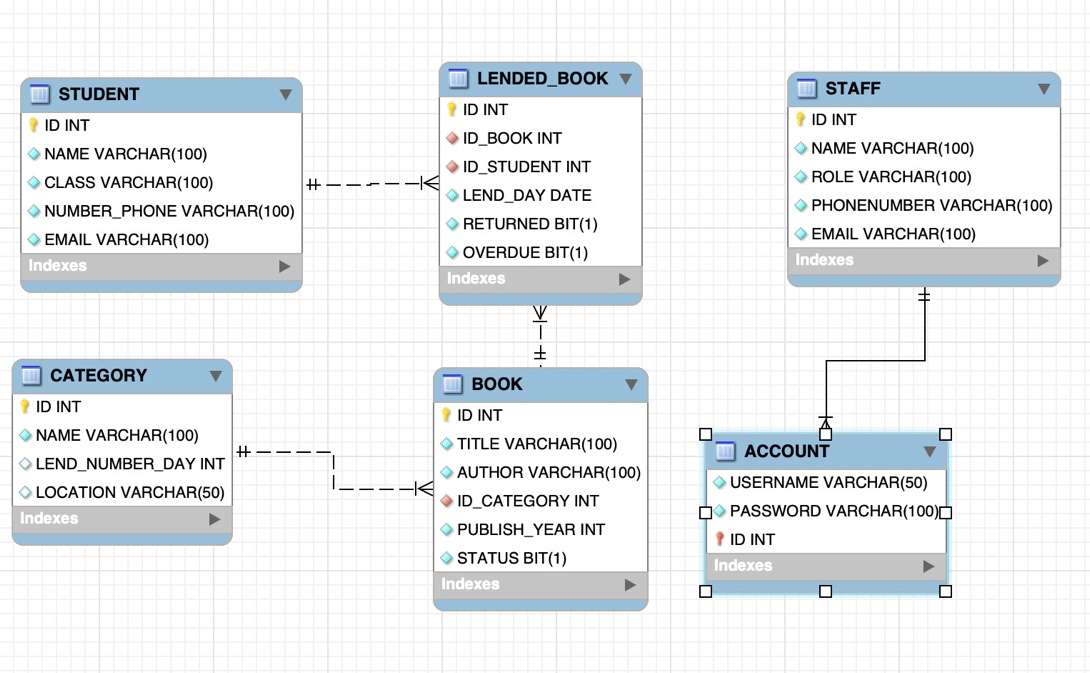 STUDENT
ID INT
NAME VARCHAR(100)
CLASS VARCHAR(100)
NUMBER_PHONE VARCHAR(100)
EMAIL VARCHAR(100)
Indexes
LENDED_BOOK
ID INT
ID_BOOK INT
ID_STUDENT INT
LEND_DAY DATE
RETURNED BIT(1)
OVERDUE BIT(1)
Indexes
STAFF
ID INT
NAME VARCHAR(100)
ROLE VARCHAR(100)
PHONENUMBER VARCHAR(100)
EMAIL VARCHAR(100)
Indexes
CATEGORY
ID INT
NAME VARCHAR(100)
LEND_NUMBER_DAY INT
LOCATION VARCHAR(50)
Indexes
BOOK
ID INT
TITLE VARCHAR(100)
AUTHOR VARCHAR(100)
ID_CATEGORY INT
PUBLISH_YEAR INT
STATUS BIT(1)
Indexes
ACCOUNT
USERNAME VARCHAR(50)
PASSWORD VARCHAR(100)
ID INT
Indexes